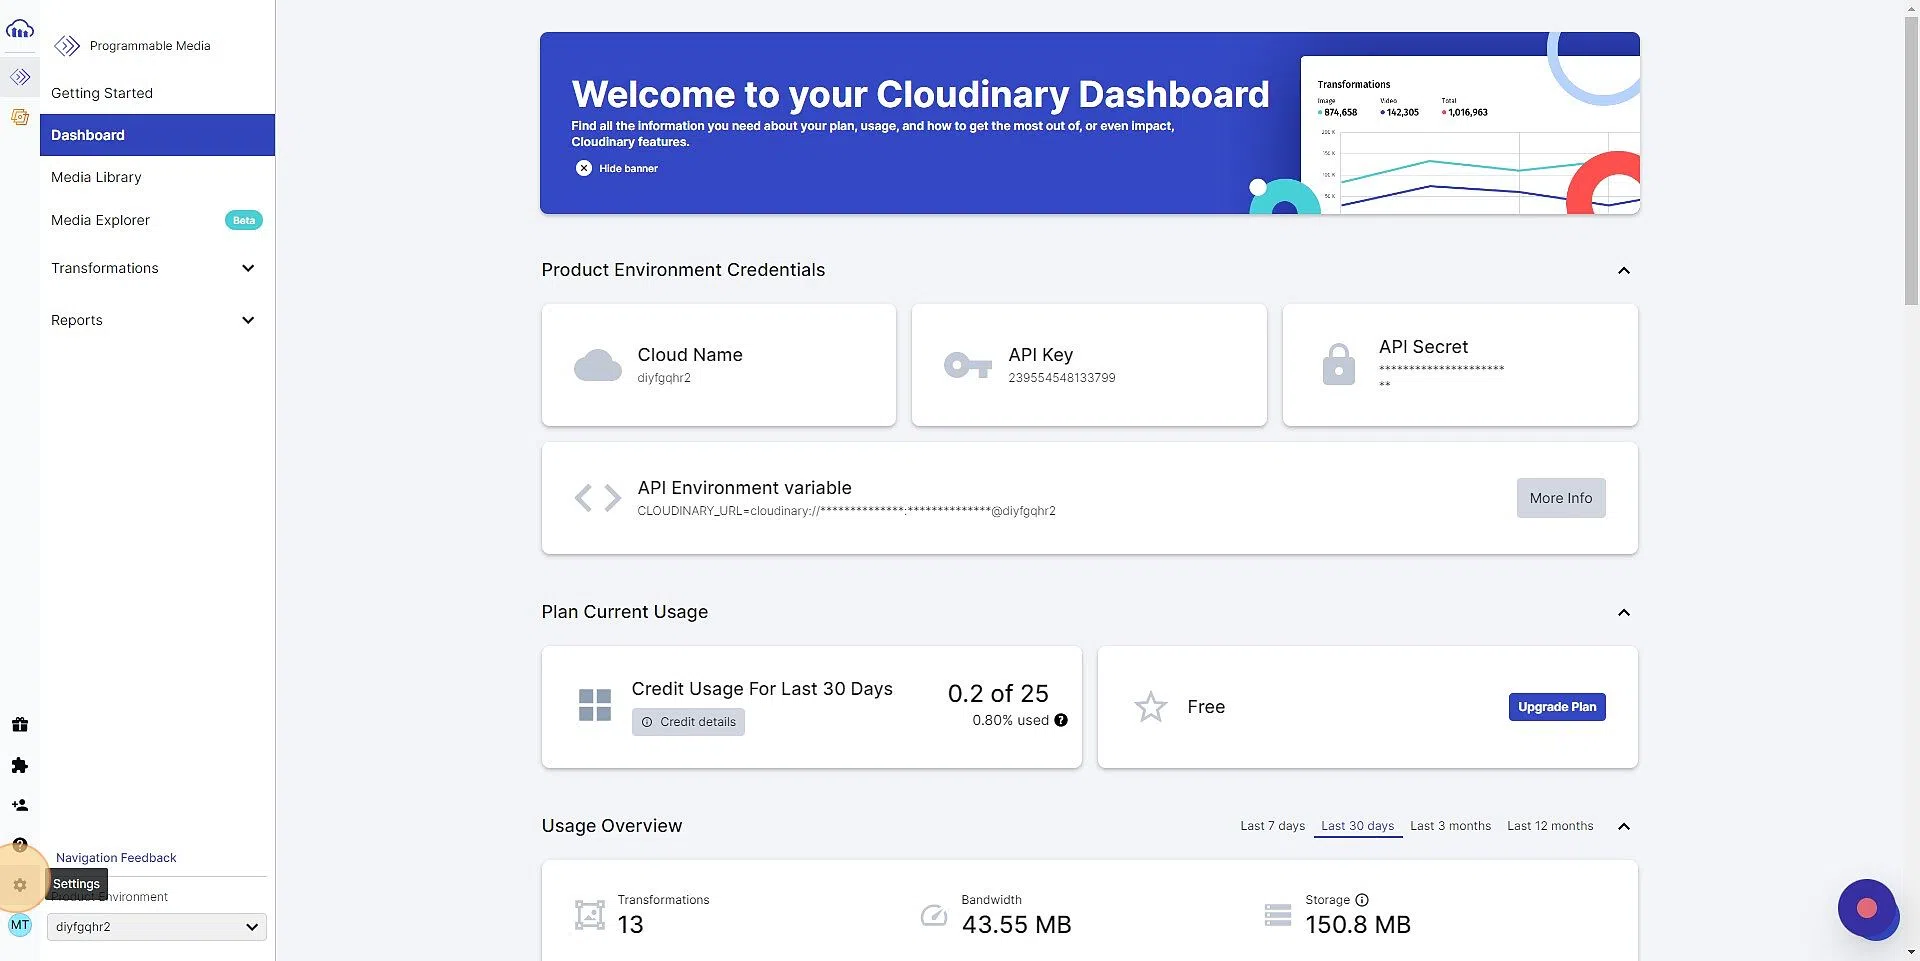 Programmable Media
Getting Started
Dashboard
Media Library
Media Explorer
Beta
Transformations
Reports
Navigation Feedback
Settings
Product Environment
MT
diyfgqhr2
Welcome to your Cloudinary Dashboard
Find all the information you need about your plan, usage, and how to get the most out of, or even impact,
Cloudinary features.
Hide banner
Transformations
Image
Video
Total
874,658
142,305
1,016,963
200 K
150 K
100 K
50 K
Product Environment Credentials
Cloud Name
diyfgqhr2
API Key
239554548133799
API Secret
*********************
**
API Environment variable
CLOUDINARY_URL=cloudinary://**************:**************@diyfgqhr2
More Info
Plan Current Usage
Credit Usage For Last 30 Days
Credit details
0.2 of 25
0.80% used
Free
Upgrade Plan
Usage Overview
Last 7 days
Last 30 days
Last 3 months
Last 12 months
Transformations
13
Bandwidth
43.55 MB
Storage
150.8 MB